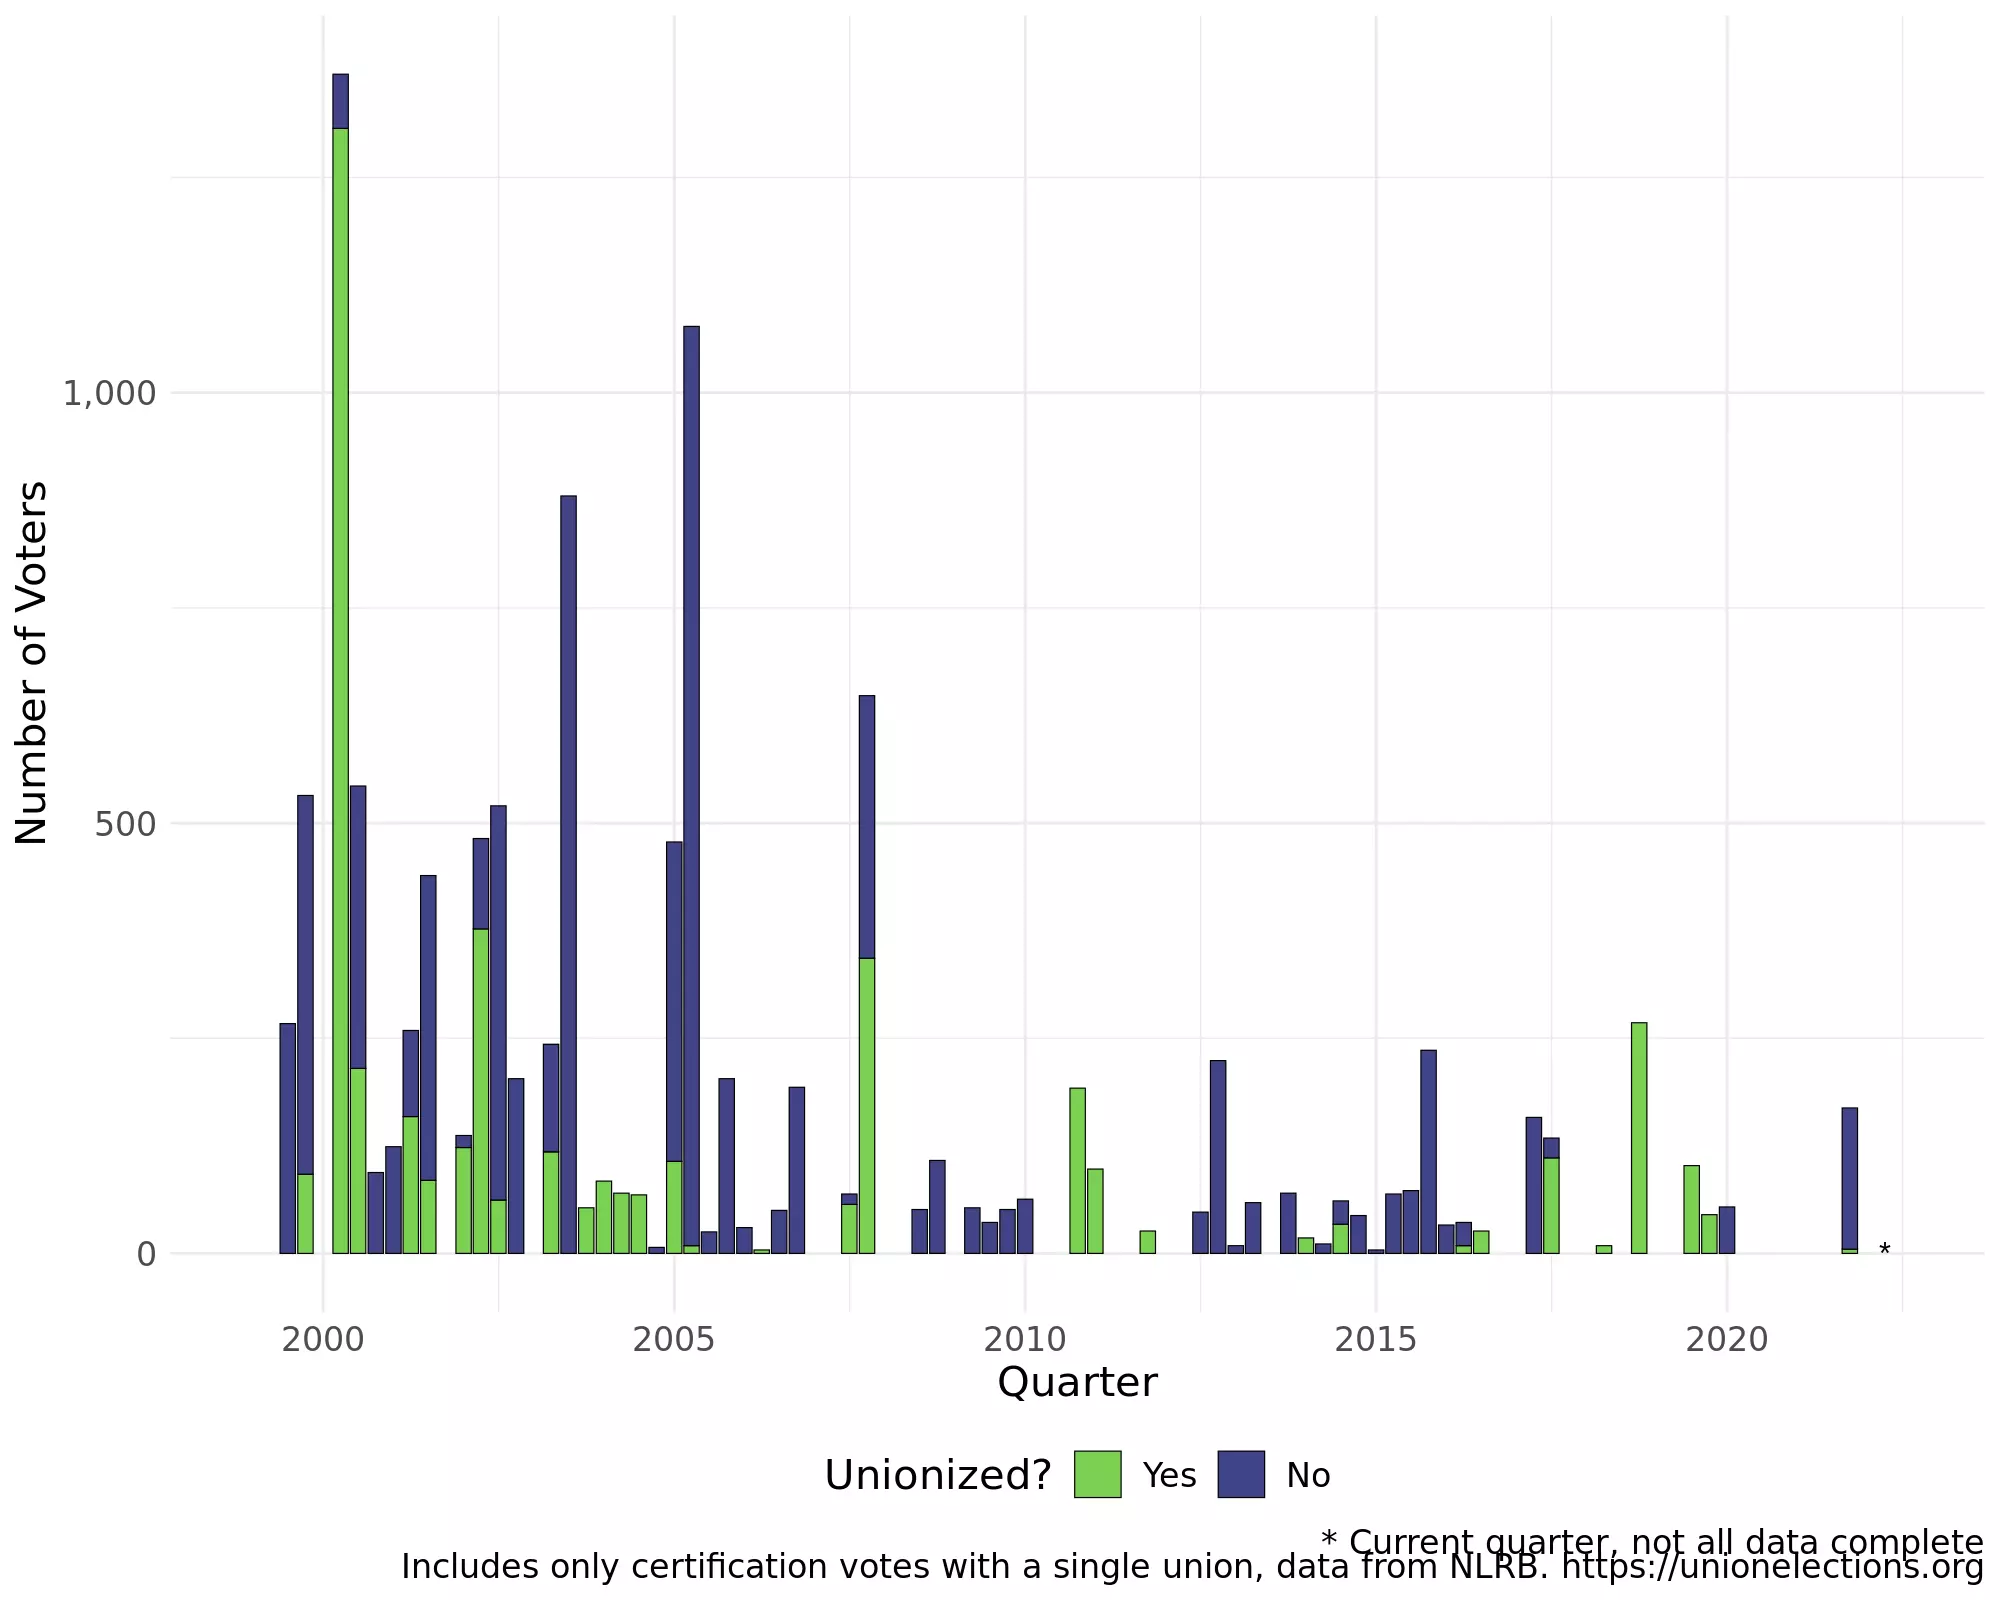 Number of Voters
1,000
500
0
*
2000 2005 2010 2015 2020
Quarter
Unionized? Yes No
* Current quarter, not all data complete
Includes only certification votes with a single union, data from NLRB. https://unionelections.org